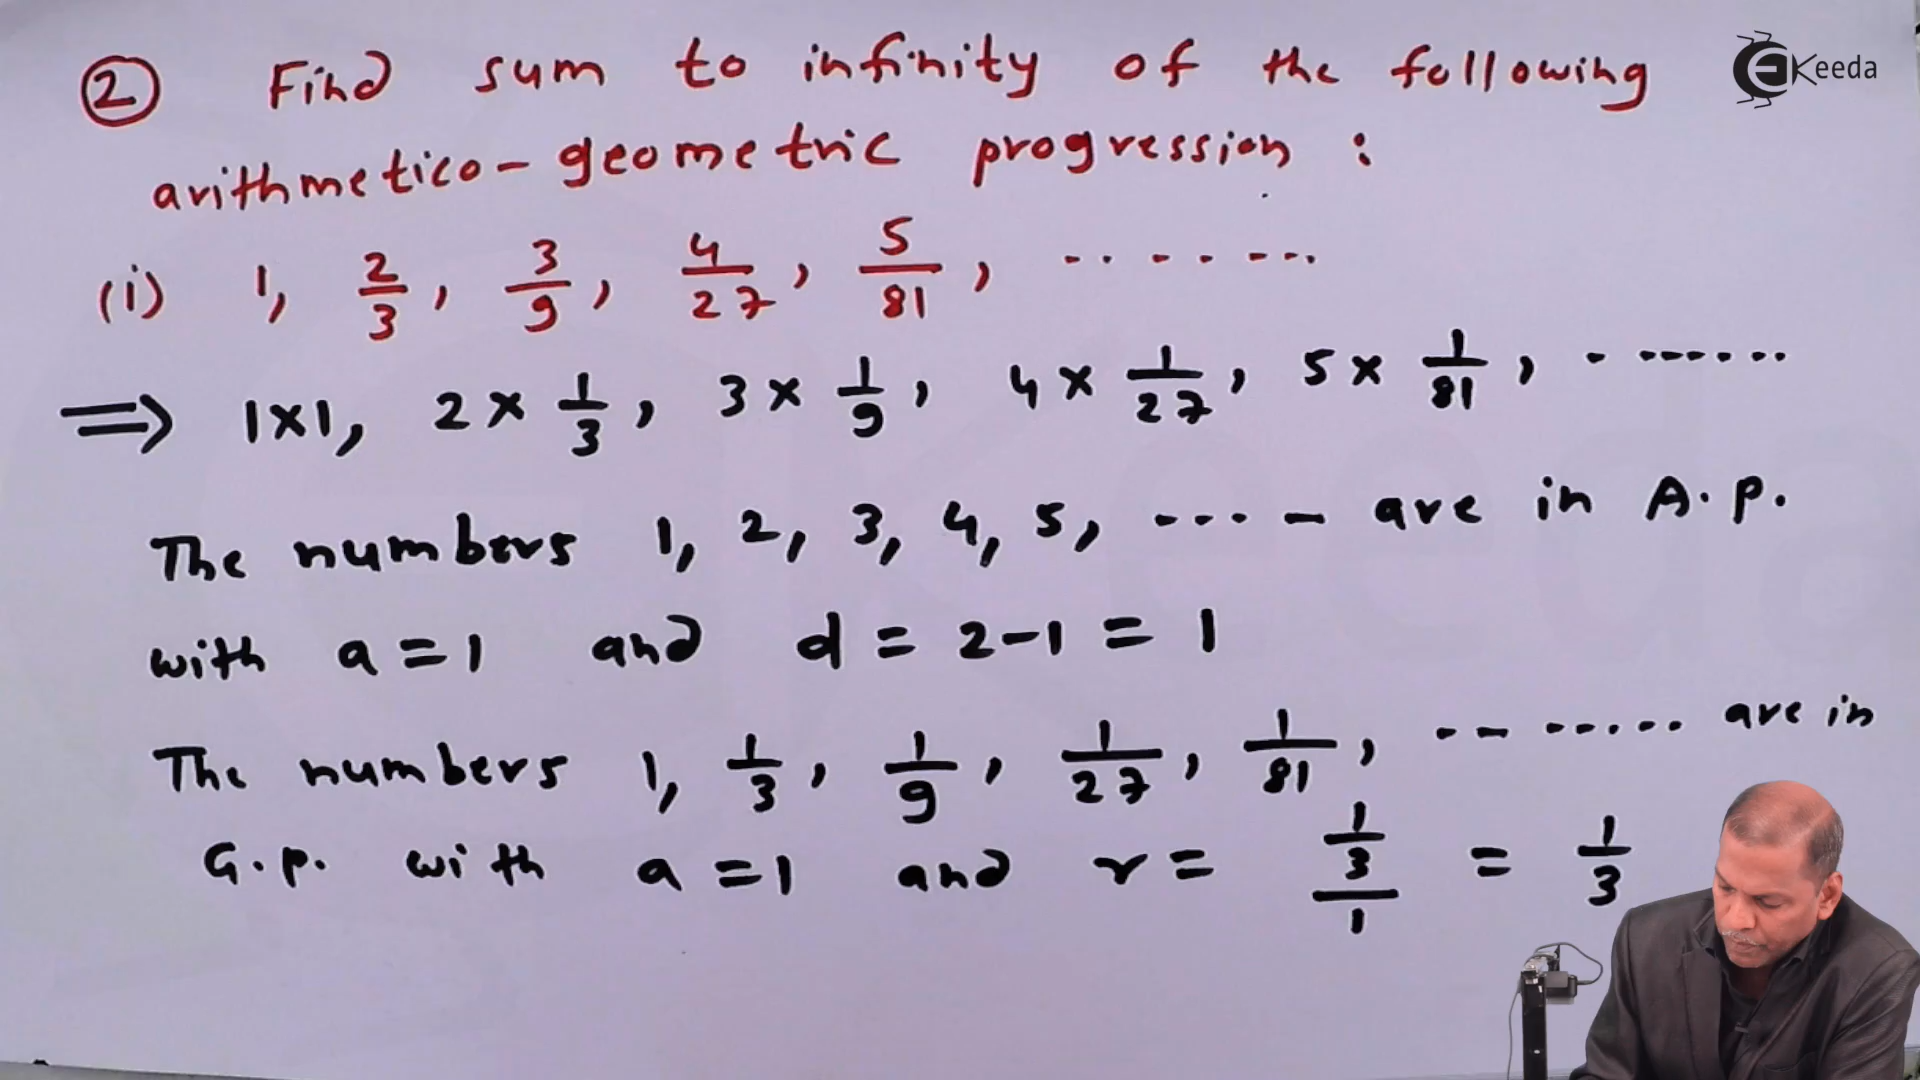 ② Find sum to infinity of the following
EKeeda
arithmetico-geometric progression :
(i) 1, 2/3, 3/9, 4/27, 5/81, .......
⇒ 1×1, 2 × 1/3, 3 × 1/9, 4 × 1/27, 5 × 1/81, .......
The numbers 1, 2, 3, 4, 5, ---- are in A.P.
with a = 1 and d = 2-1 = 1
The numbers 1, 1/3, 1/9, 1/27, 1/81, ------- are in
G.P. with a = 1 and r = (1/3)/1 = 1/3